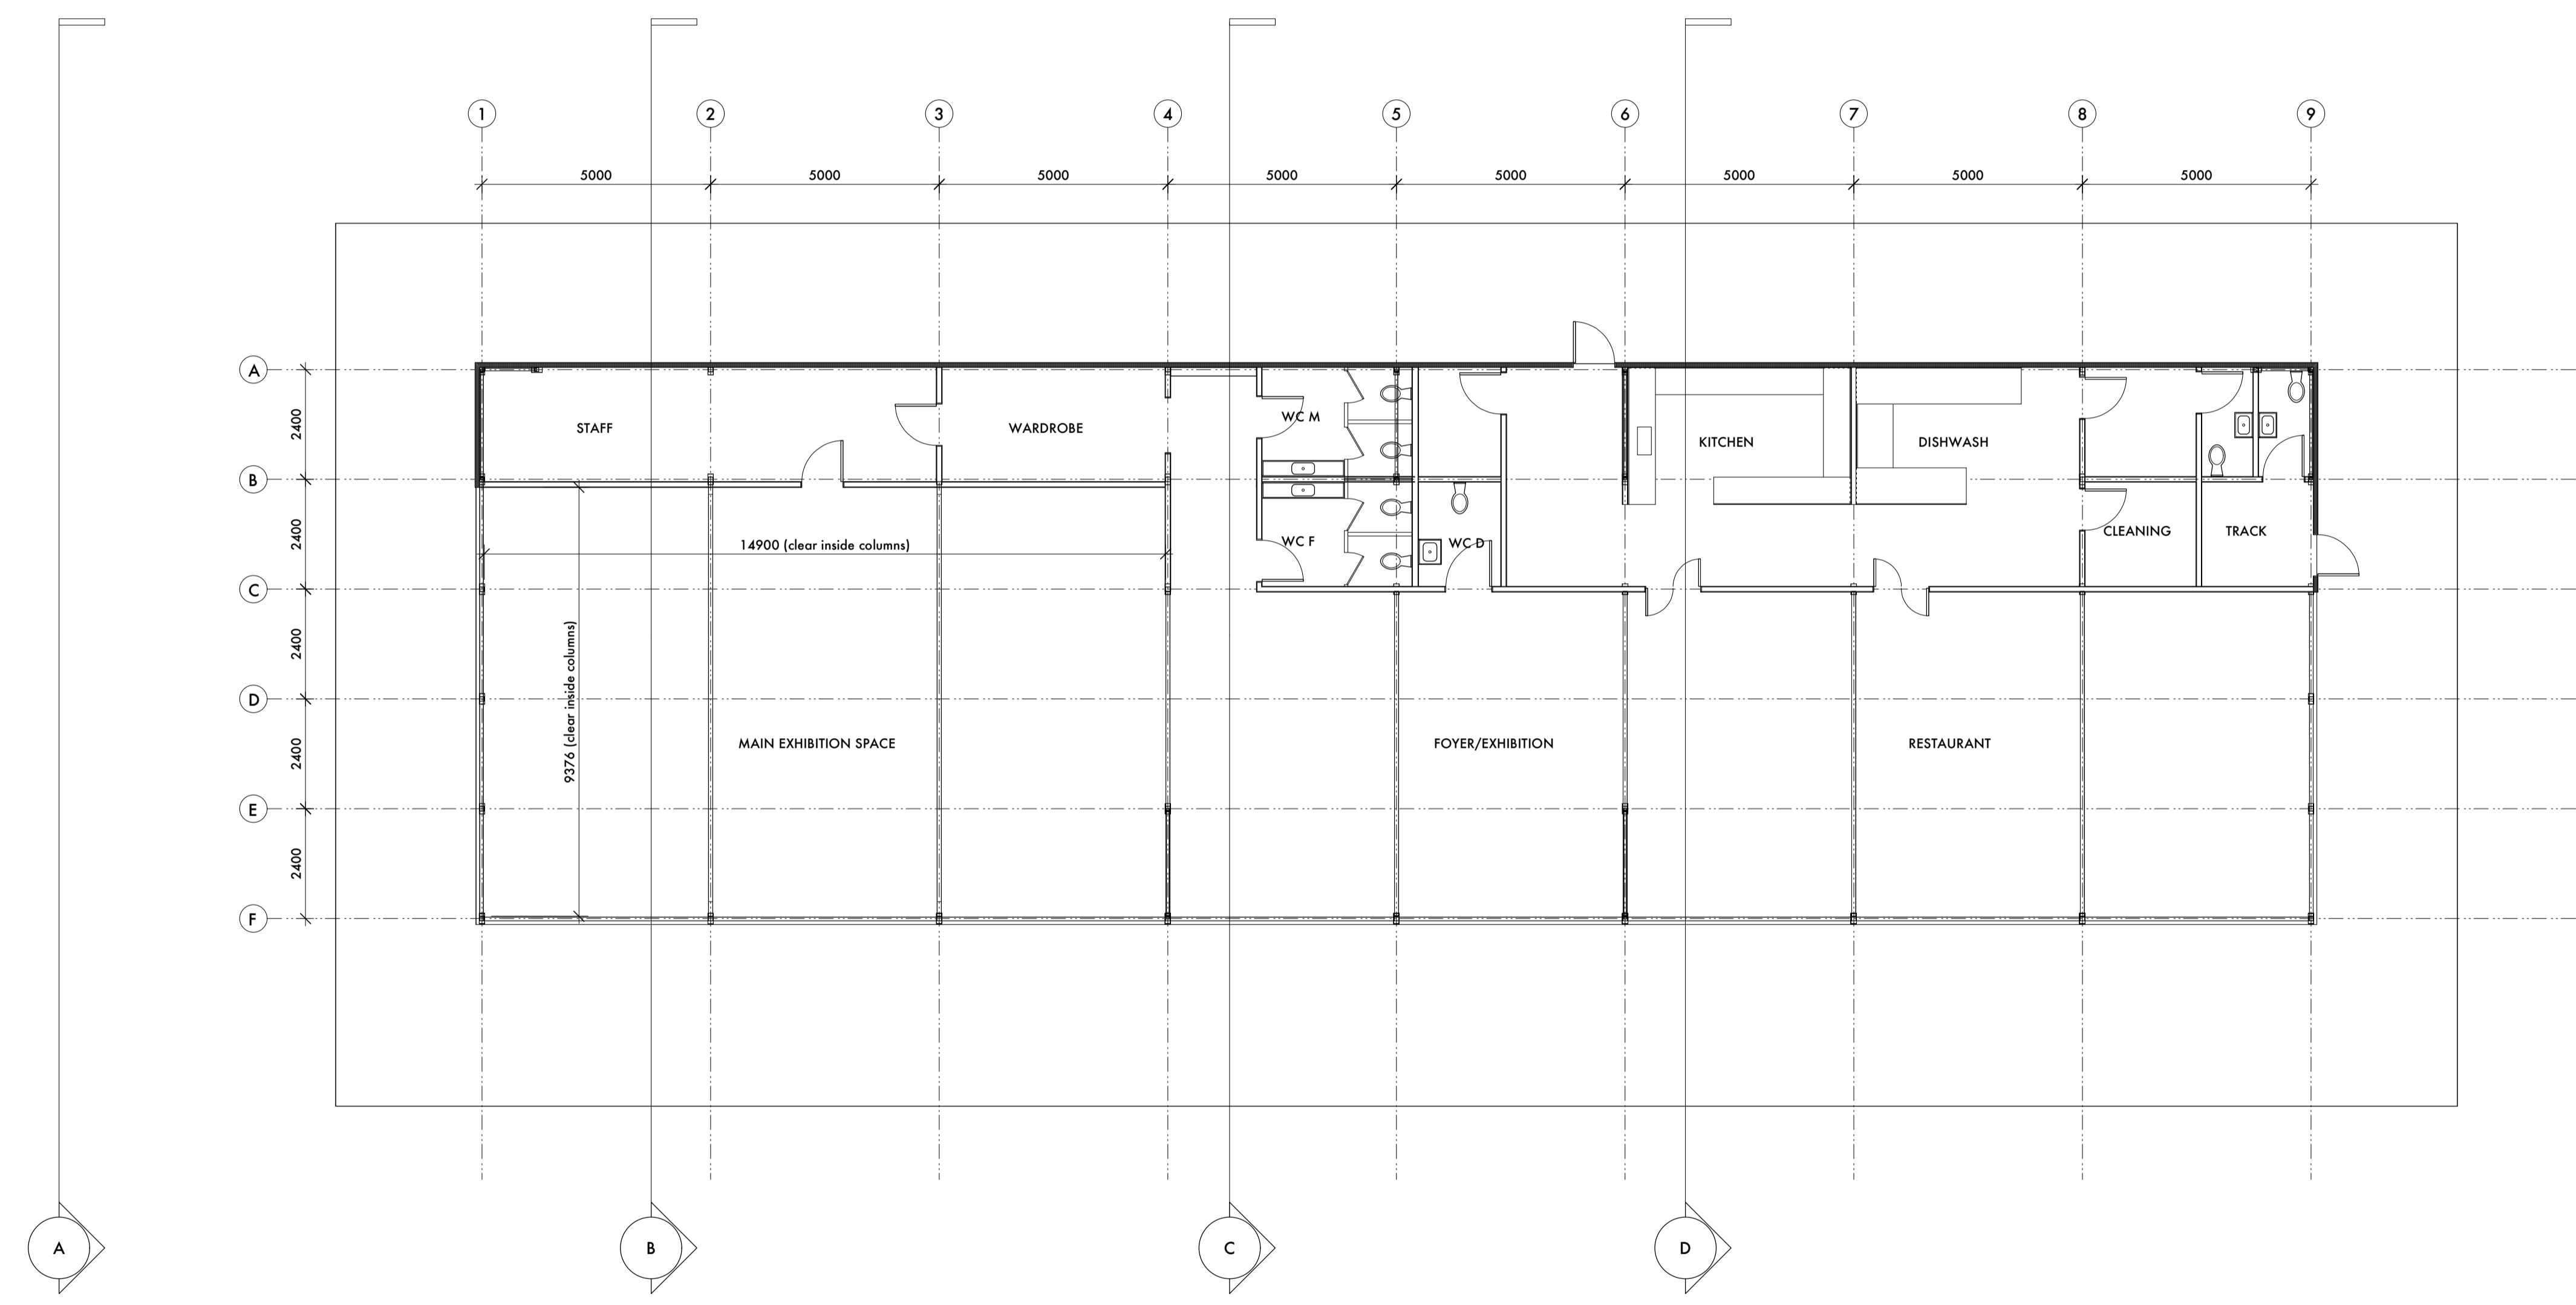 1 2 3 4 5 6 7 8 9
5000 5000 5000 5000 5000 5000 5000 5000
A
2400
WC M
STAFF
WARDROBE
KITCHEN
DISHWASH
B
2400
CLEANING
TRACK
WC F
WC D
14900 (clear inside columns)
C
2400
9376 (clear inside columns)
D
2400
MAIN EXHIBITION SPACE
FOYER/EXHIBITION
RESTAURANT
E
2400
F
A B C D